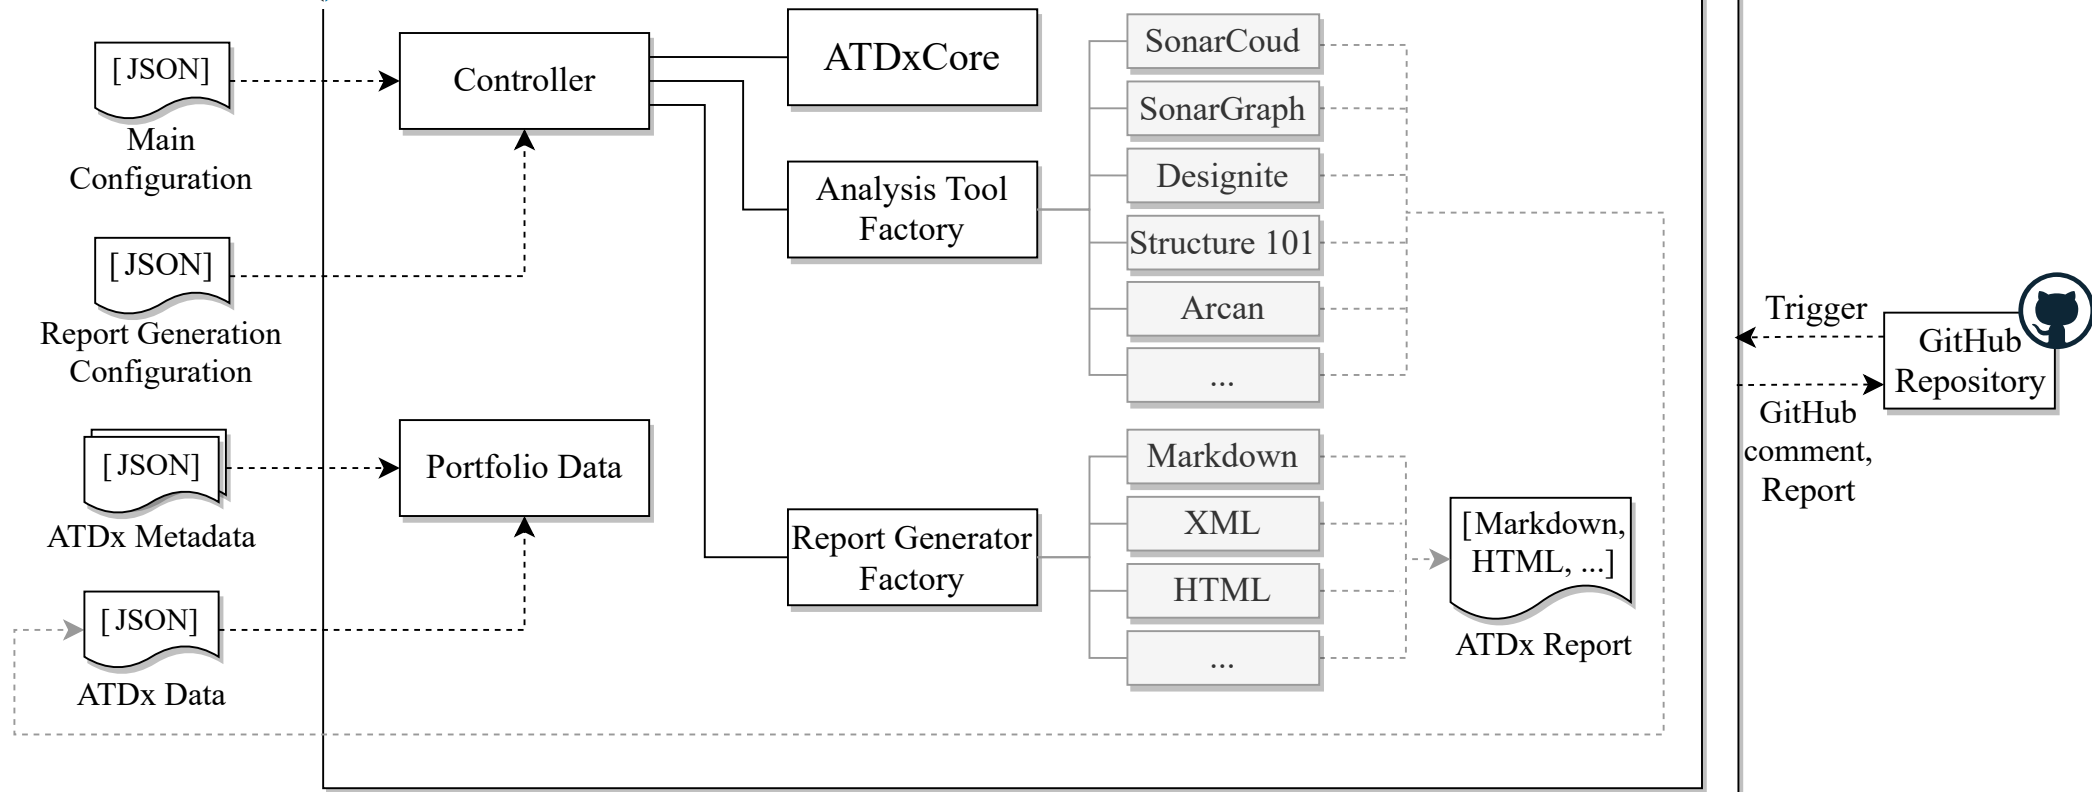 [JSON]
Main
Configuration
[JSON]
Report Generation
Configuration
[JSON]
ATDx Metadata
[JSON]
ATDx Data
Controller
Portfolio Data
ATDxCore
Analysis Tool
Factory
Report Generator
Factory
SonarCoud
SonarGraph
Designite
Structure 101
Arcan
...
Markdown
XML
HTML
...
[Markdown,
HTML, ...]
ATDx Report
Trigger
GitHub
Repository
GitHub
comment,
Report